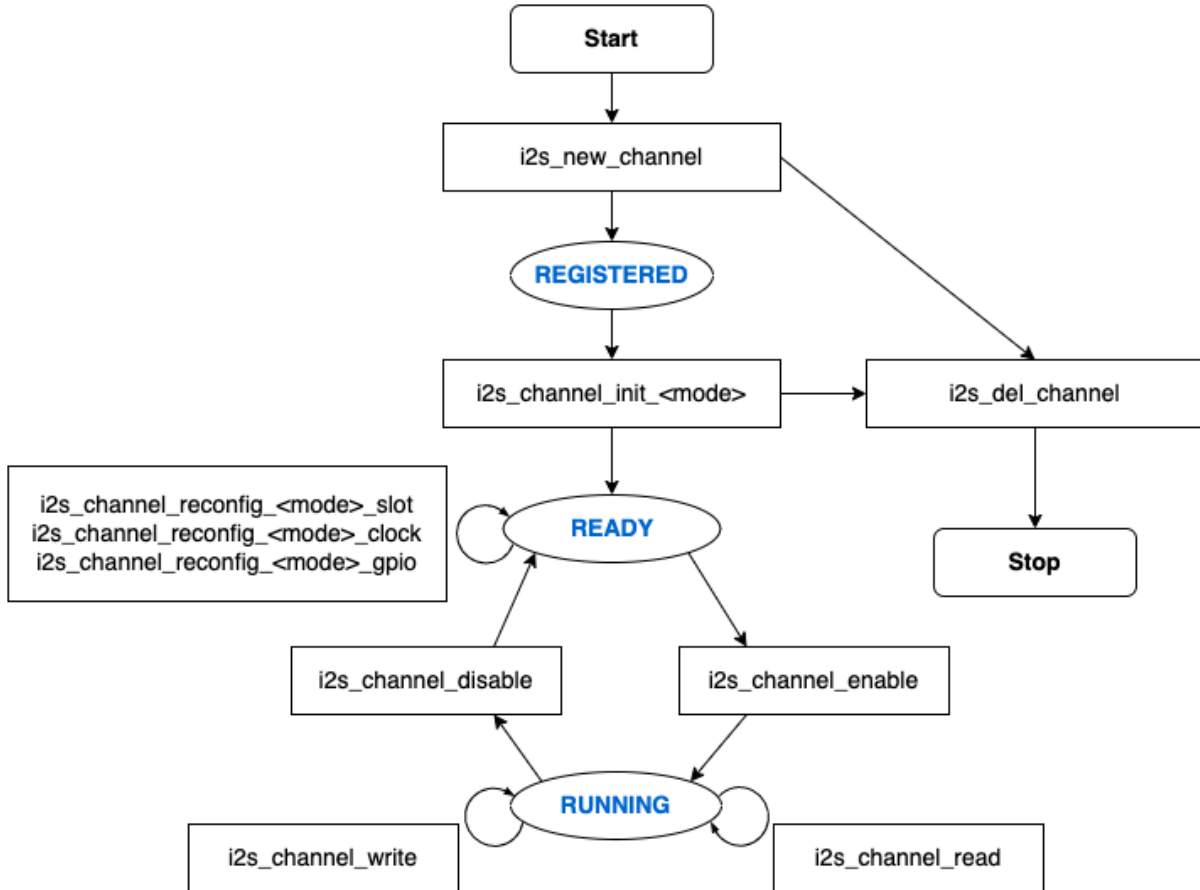 Start
i2s_new_channel
REGISTERED
i2s_channel_init_<mode>
i2s_del_channel
i2s_channel_reconfig_<mode>_slot
i2s_channel_reconfig_<mode>_clock
i2s_channel_reconfig_<mode>_gpio
READY
Stop
i2s_channel_disable
i2s_channel_enable
RUNNING
i2s_channel_write
i2s_channel_read